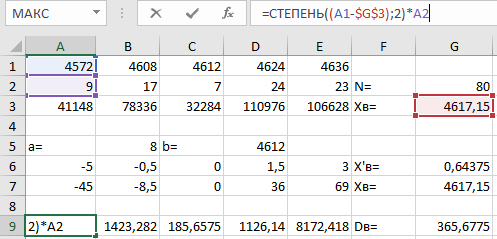 МАКС =СТЕПЕНЬ((A1-$G$3);2)*A2
A B C D E F G
1 4572 4608 4612 4624 4636
2 9 17 7 24 23 N= 80
3 41148 78336 32284 110976 106628 Xв= 4617,15
4
5 a= 8 b= 4612
6 -5 -0,5 0 1,5 3 X'в= 0,64375
7 -45 -8,5 0 36 69 Xв= 4617,15
8
9 2)*A2 1423,282 185,6575 1126,14 8172,418 Dв= 365,6775